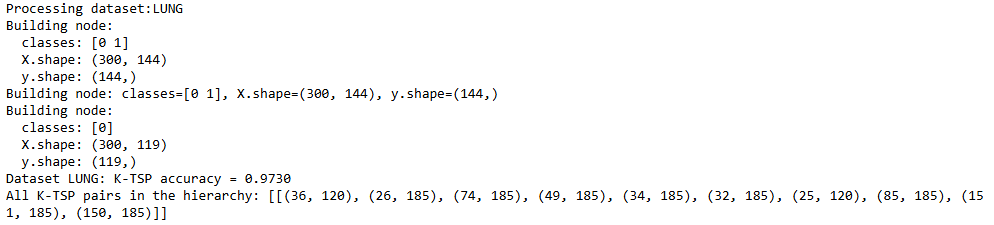 Processing dataset:LUNG
Building node:
  classes: [0 1]
  X.shape: (300, 144)
  y.shape: (144,)
Building node: classes=[0 1], X.shape=(300, 144), y.shape=(144,)
Building node:
  classes: [0]
  X.shape: (300, 119)
  y.shape: (119,)
Dataset LUNG: K-TSP accuracy = 0.9730
All K-TSP pairs in the hierarchy: [[(36, 120), (26, 185), (74, 185), (49, 185), (34, 185), (32, 185), (25, 120), (85, 185), (15
1, 185), (150, 185)]]